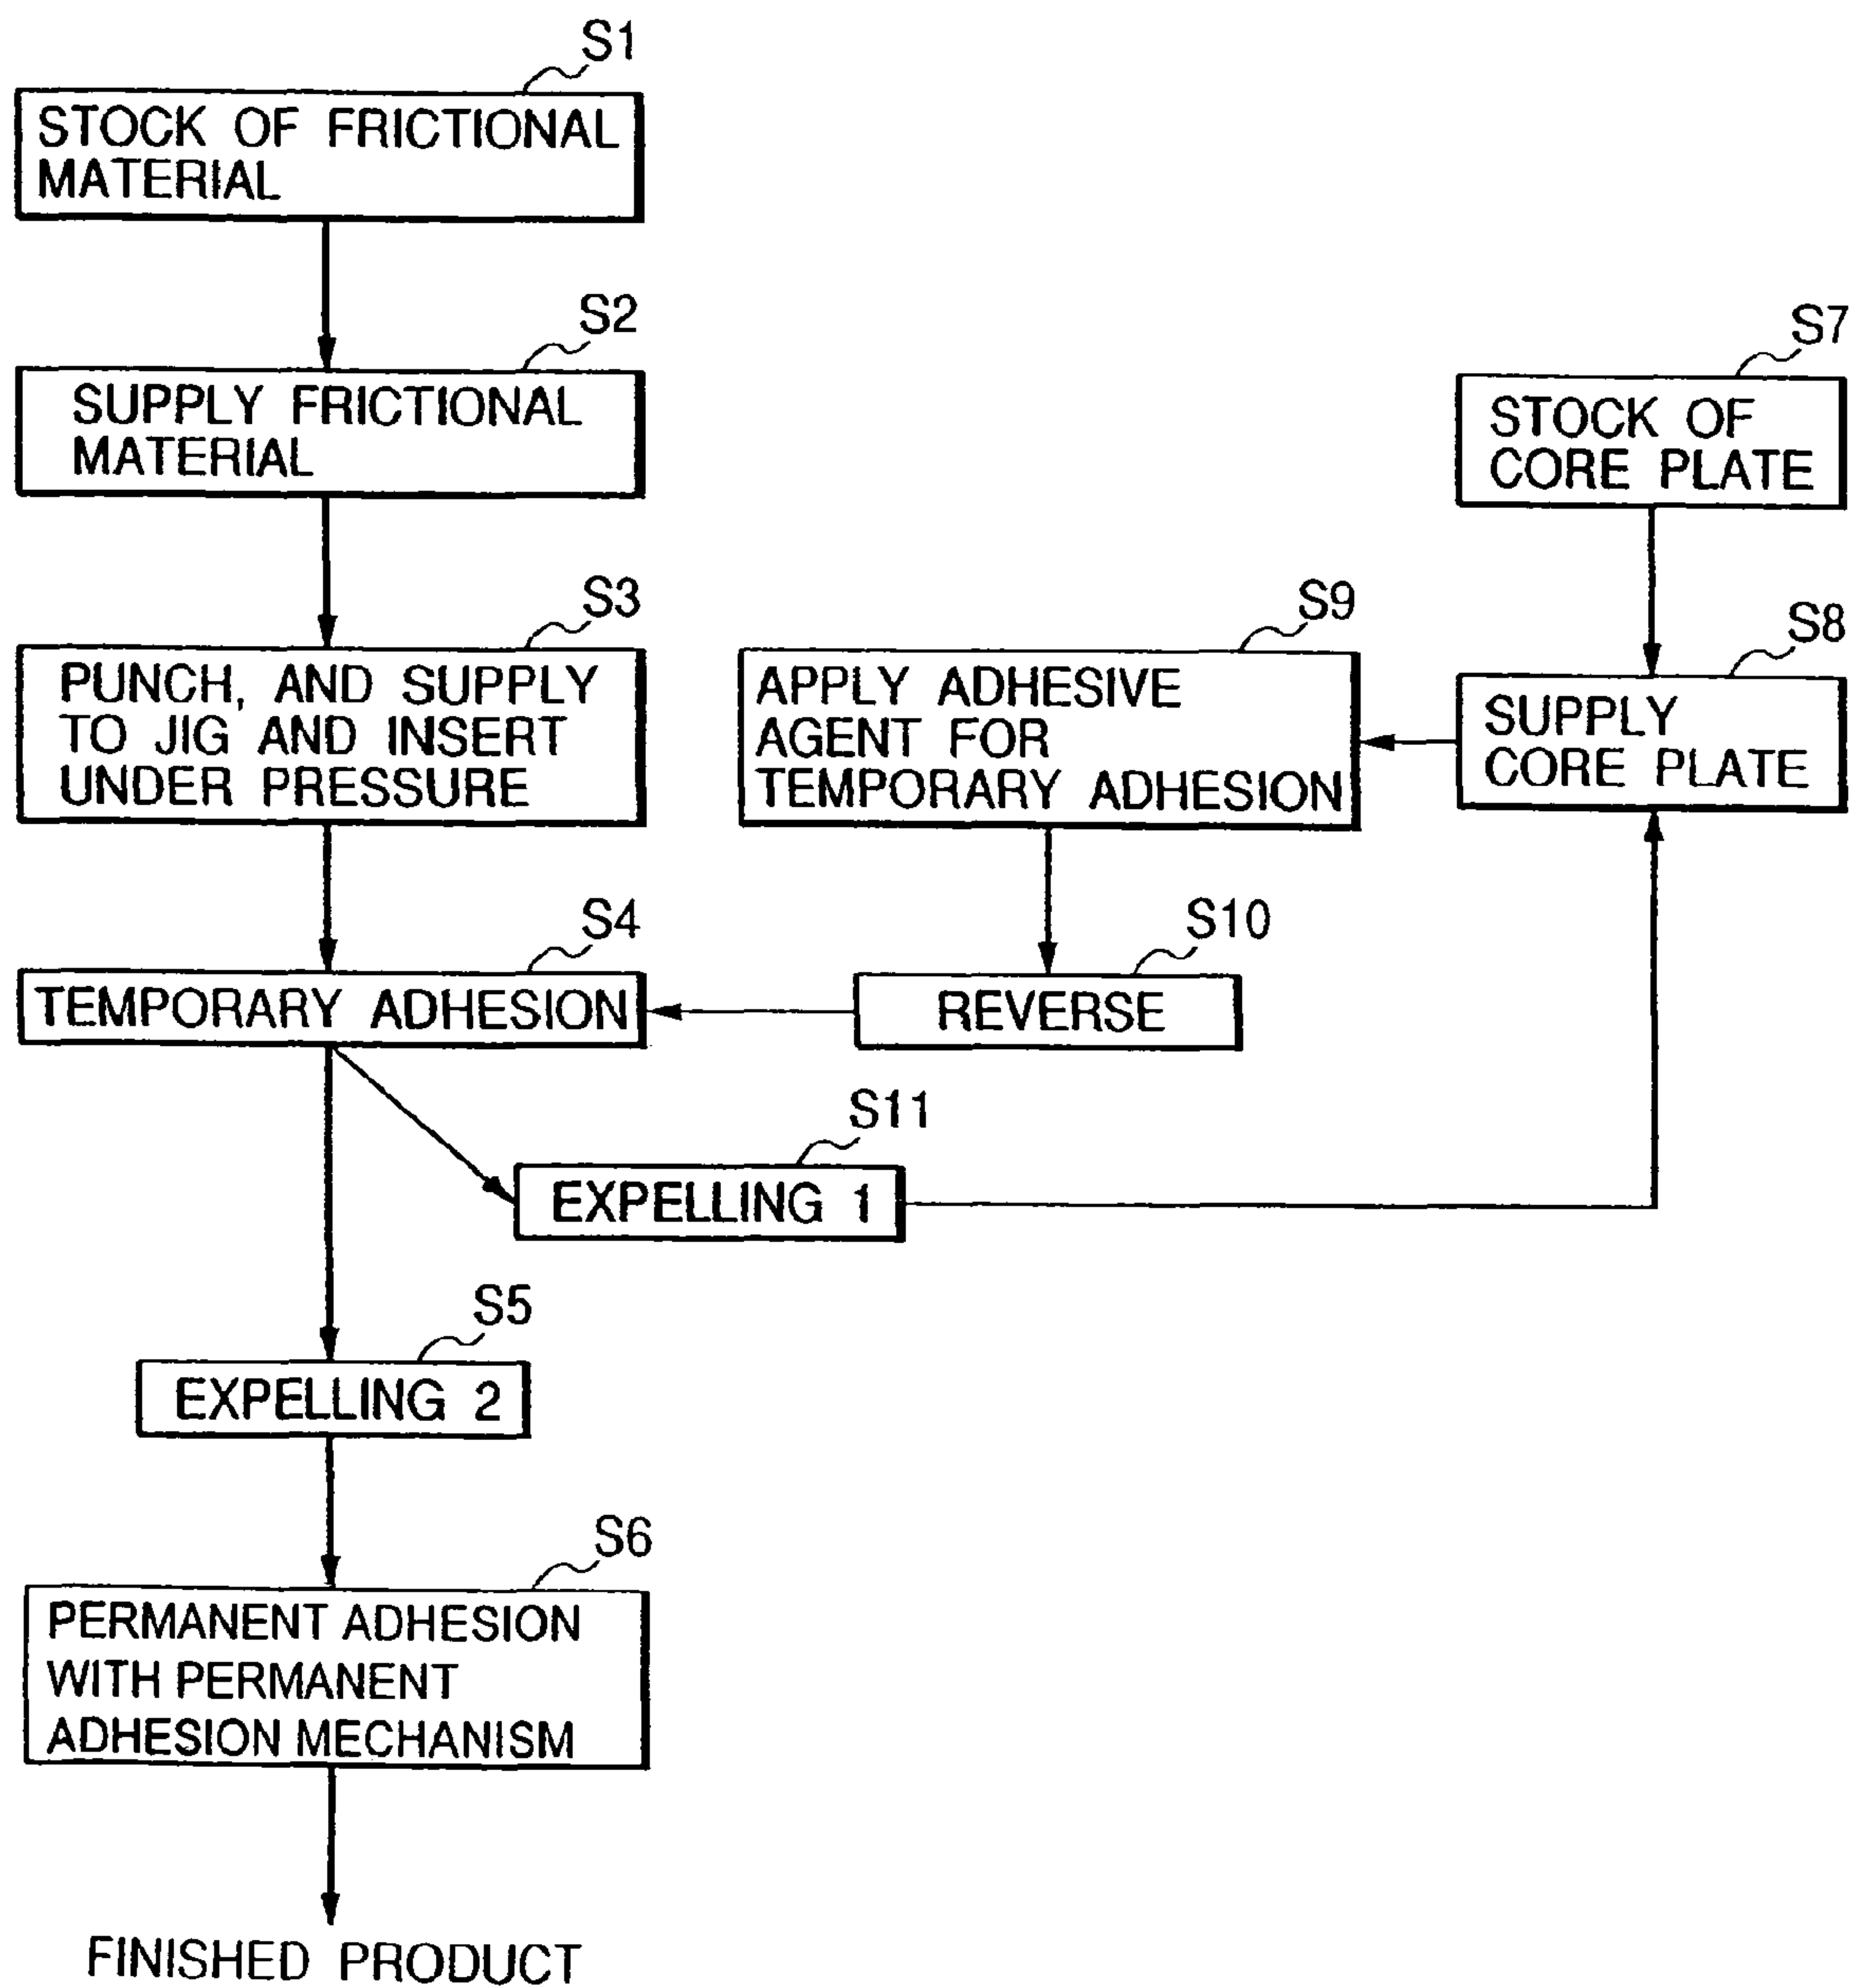 S1
STOCK OF FRICTIONAL
MATERIAL
S2
SUPPLY FRICTIONAL
MATERIAL
S7
STOCK OF
CORE PLATE
S3
PUNCH, AND SUPPLY
TO JIG AND INSERT
UNDER PRESSURE
S9
APPLY ADHESIVE
AGENT FOR
TEMPORARY ADHESION
S8
SUPPLY
CORE PLATE
S4
TEMPORARY ADHESION
S10
REVERSE
S11
EXPELLING 1
S5
EXPELLING 2
S6
PERMANENT ADHESION
WITH PERMANENT
ADHESION MECHANISM
FINISHED PRODUCT